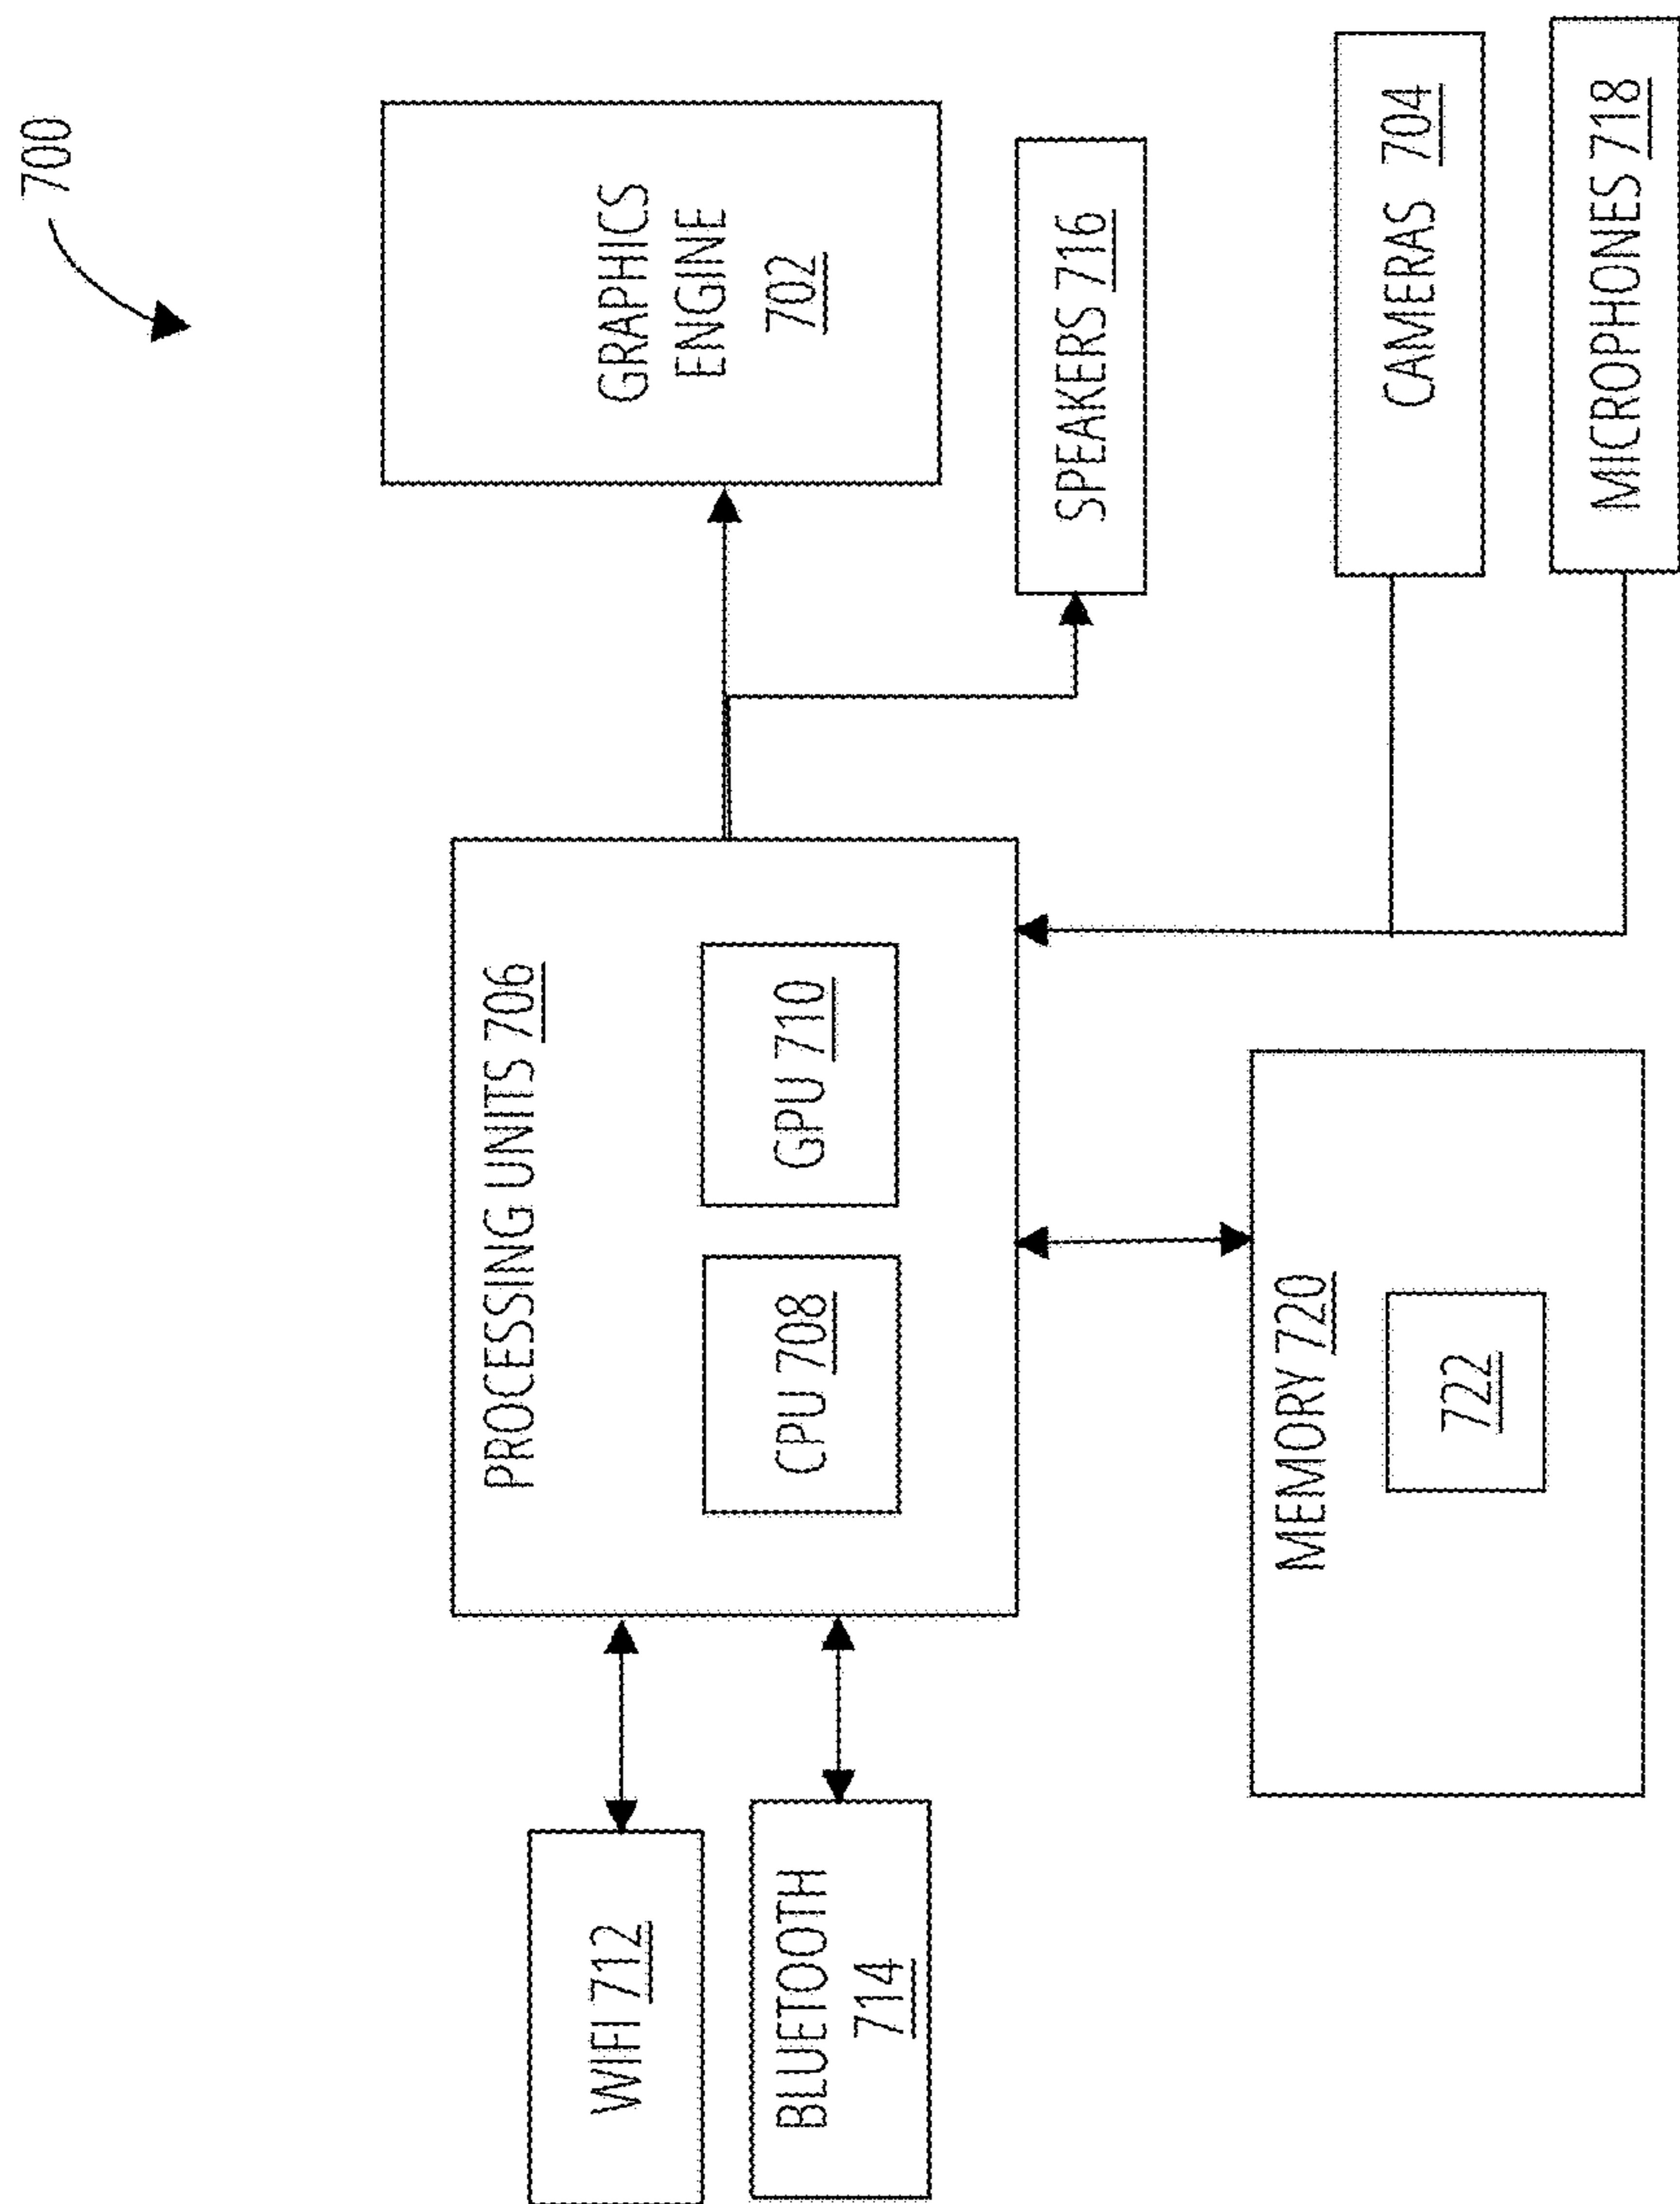 700
GRAPHICS
ENGINE
702
PROCESSING UNITS 706
WIFI 712
CPU 708
GPU 710
BLUETOOTH
714
SPEAKERS 716
MEMORY 720
722
CAMERAS 704
MICROPHONES 718